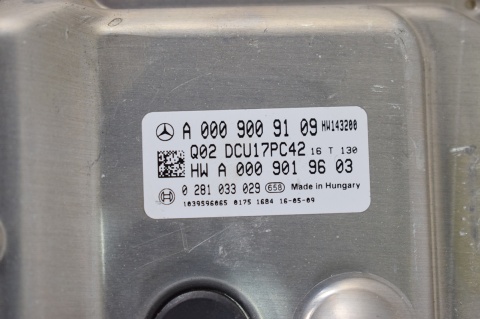 A 000 900 91 09 HW143200
Q02 DCU17PC42 16 T 130
HW A 000 901 96 03
0 281 033 029 658 Made in Hungary
1039S96065 0175 1684 16-05-09